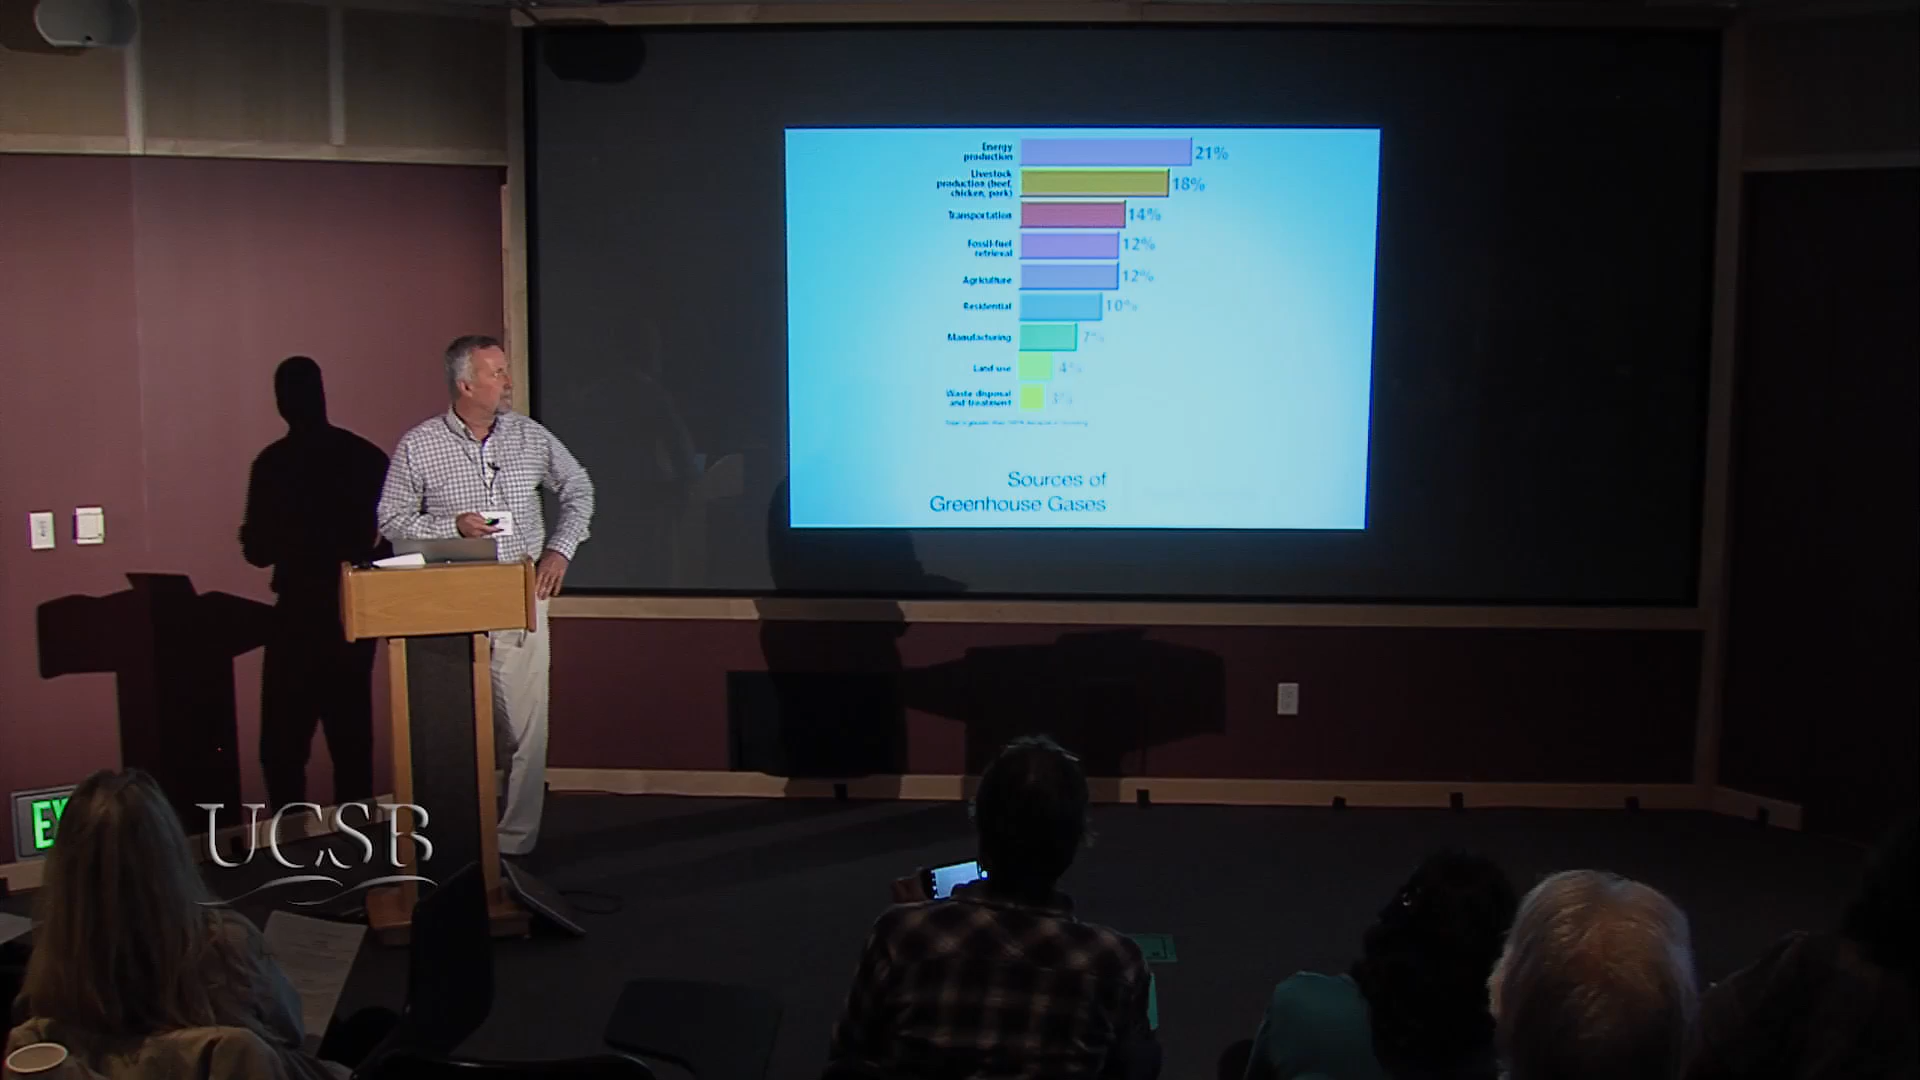 Energy
production
21%
Livestock
production (beef,
chicken, pork)
18%
Transportation
14%
Fossil-fuel
retrieval
12%
Agriculture
12%
Residential
10%
Manufacturing
7%
Land use
4%
Waste disposal
and treatment
3%
Sources of
Greenhouse Gases
UCSB